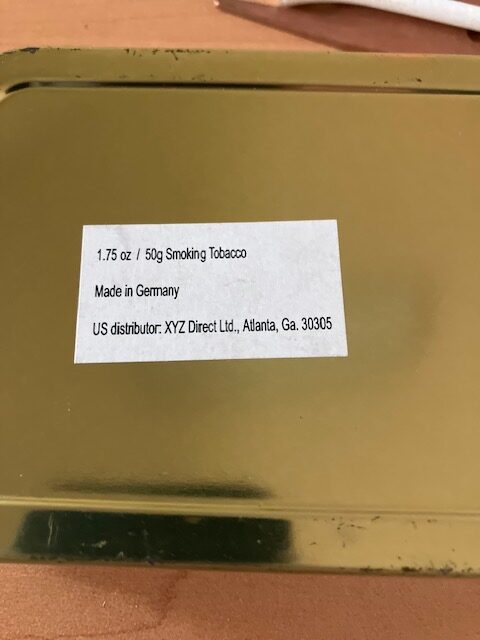 1.75 oz / 50g Smoking Tobacco
Made in Germany
US distributor: XYZ Direct Ltd., Atlanta, Ga. 30305